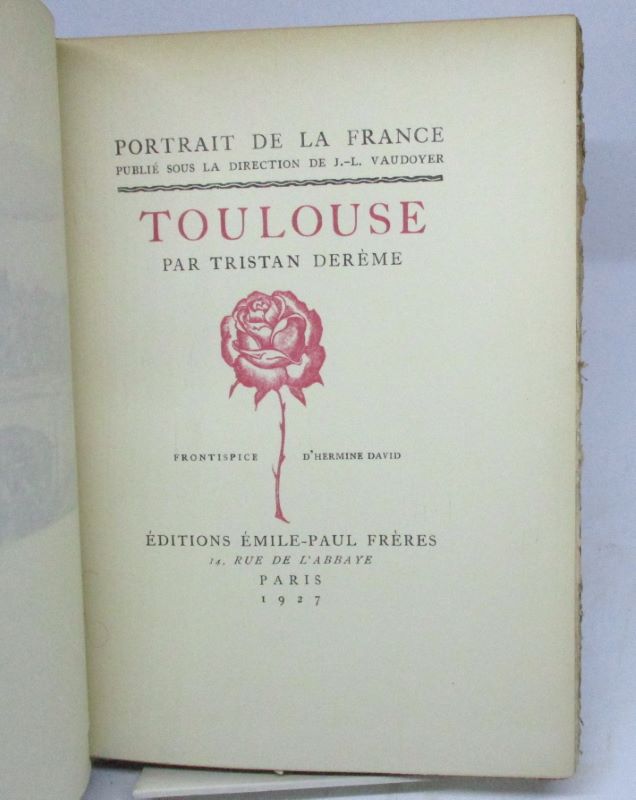 PORTRAIT DE LA FRANCE
PUBLIÉ SOUS LA DIRECTION DE J.-L. VAUDOYER
TOULOUSE
PAR TRISTAN DERÈME
FRONTISPICE D'HERMINE DAVID
ÉDITIONS ÉMILE-PAUL FRÈRES
14, RUE DE L'ABBAYE
PARIS
1927